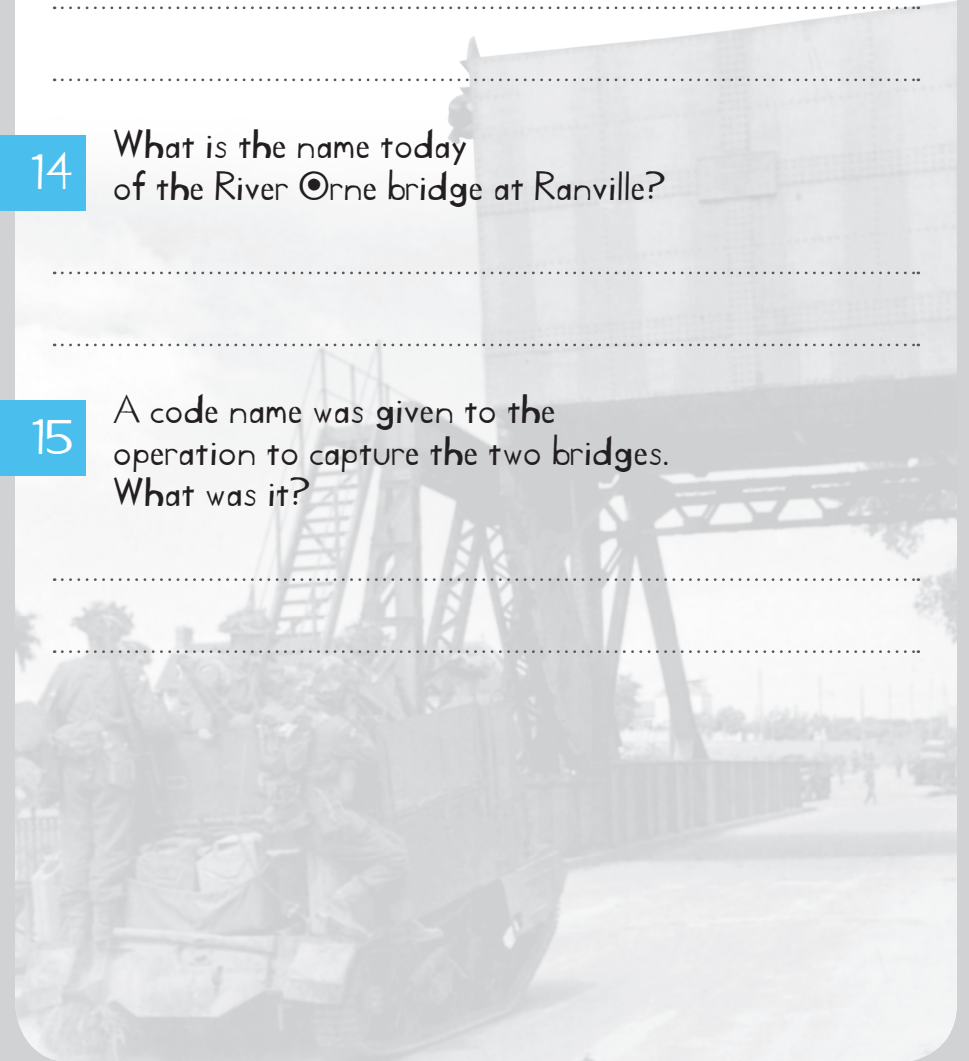 14
What is the name today
of the River Orne bridge at Ranville?
15
A code name was given to the
operation to capture the two bridges.
What was it?